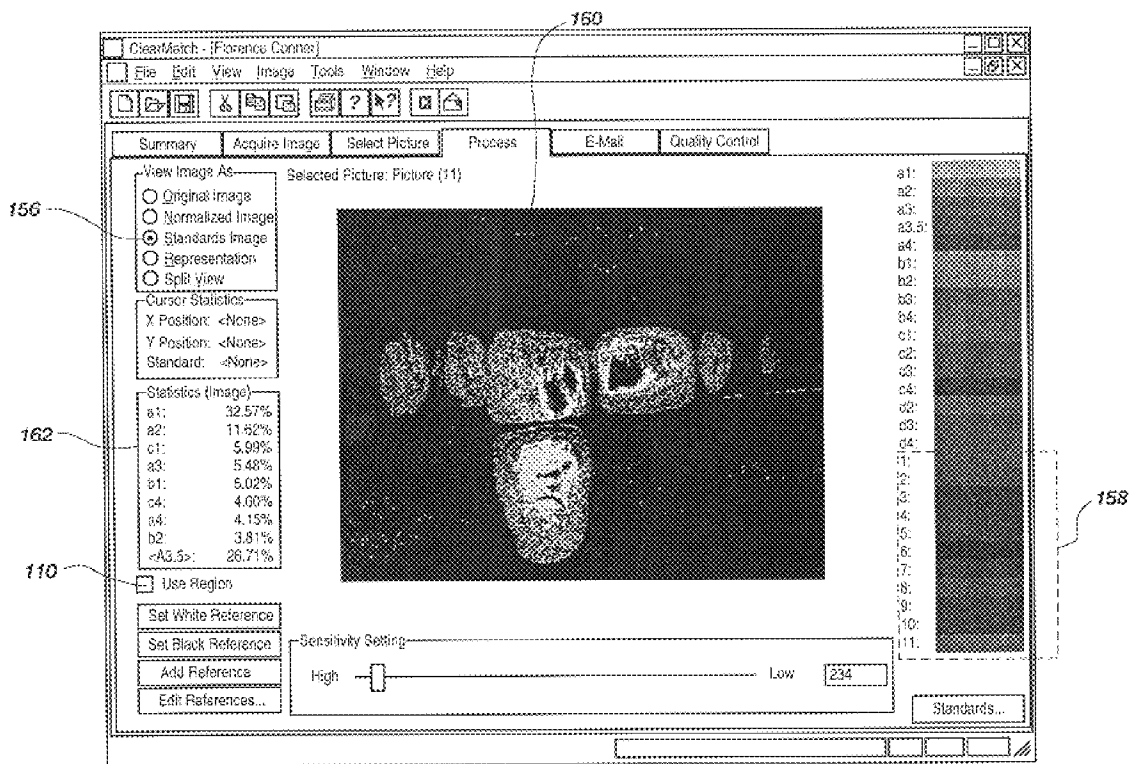 160
ClearMatch - [Florence Conner]
File Edit View Image Tools Window Help
Summary Acquire Image Select Picture Process E-Mail Quality Control
View Image As
Original Image
Normalized Image
Standards Image
Representation
Split View
156
Selected Picture: Picture (11)
Cursor Statistics
X Position: <None>
Y Position: <None>
Standard: <None>
Statistics (Image)
a1: 32.57%
a2: 11.62%
c1: 5.99%
a3: 5.48%
b1: 5.02%
c4: 4.60%
a4: 4.15%
b2: 3.81%
<A3.5>: 26.71%
162
110
Use Region
Set White Reference
Set Black Reference
Add Reference
Edit References...
Sensitivity Setting
High Low 234
a1:
a2:
a3:
a3.5:
a4:
b1:
b2:
b3:
b4:
c1:
c2:
c3:
c4:
d2:
d3:
d4:
1:
2:
3:
4:
5:
6:
7:
8:
9:
10:
11:
158
Standards...